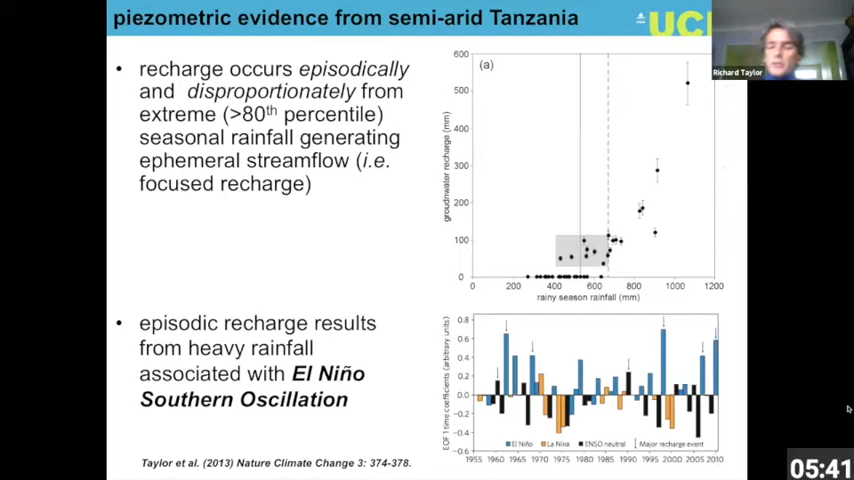 piezometric evidence from semi-arid Tanzania
UCL
Richard Taylor
• recharge occurs episodically
and disproportionately from
extreme (>80th percentile)
seasonal rainfall generating
ephemeral streamflow (i.e.
focused recharge)
(a)
groundwater recharge (mm)
600
500
400
300
200
100
0
0 200 400 600 800 1000 1200
rainy season rainfall (mm)
• episodic recharge results
from heavy rainfall
associated with El Niño
Southern Oscillation
EOF 1 time coefficients (arbitrary units)
0.8
0.6
0.4
0.2
0.0
−0.2
−0.4
−0.6
El Niño La Nina ENSO neutral Major recharge event
1955 1960 1965 1970 1975 1980 1985 1990 1995 2000 2005 2010
Taylor et al. (2013) Nature Climate Change 3: 374-378.
05:41